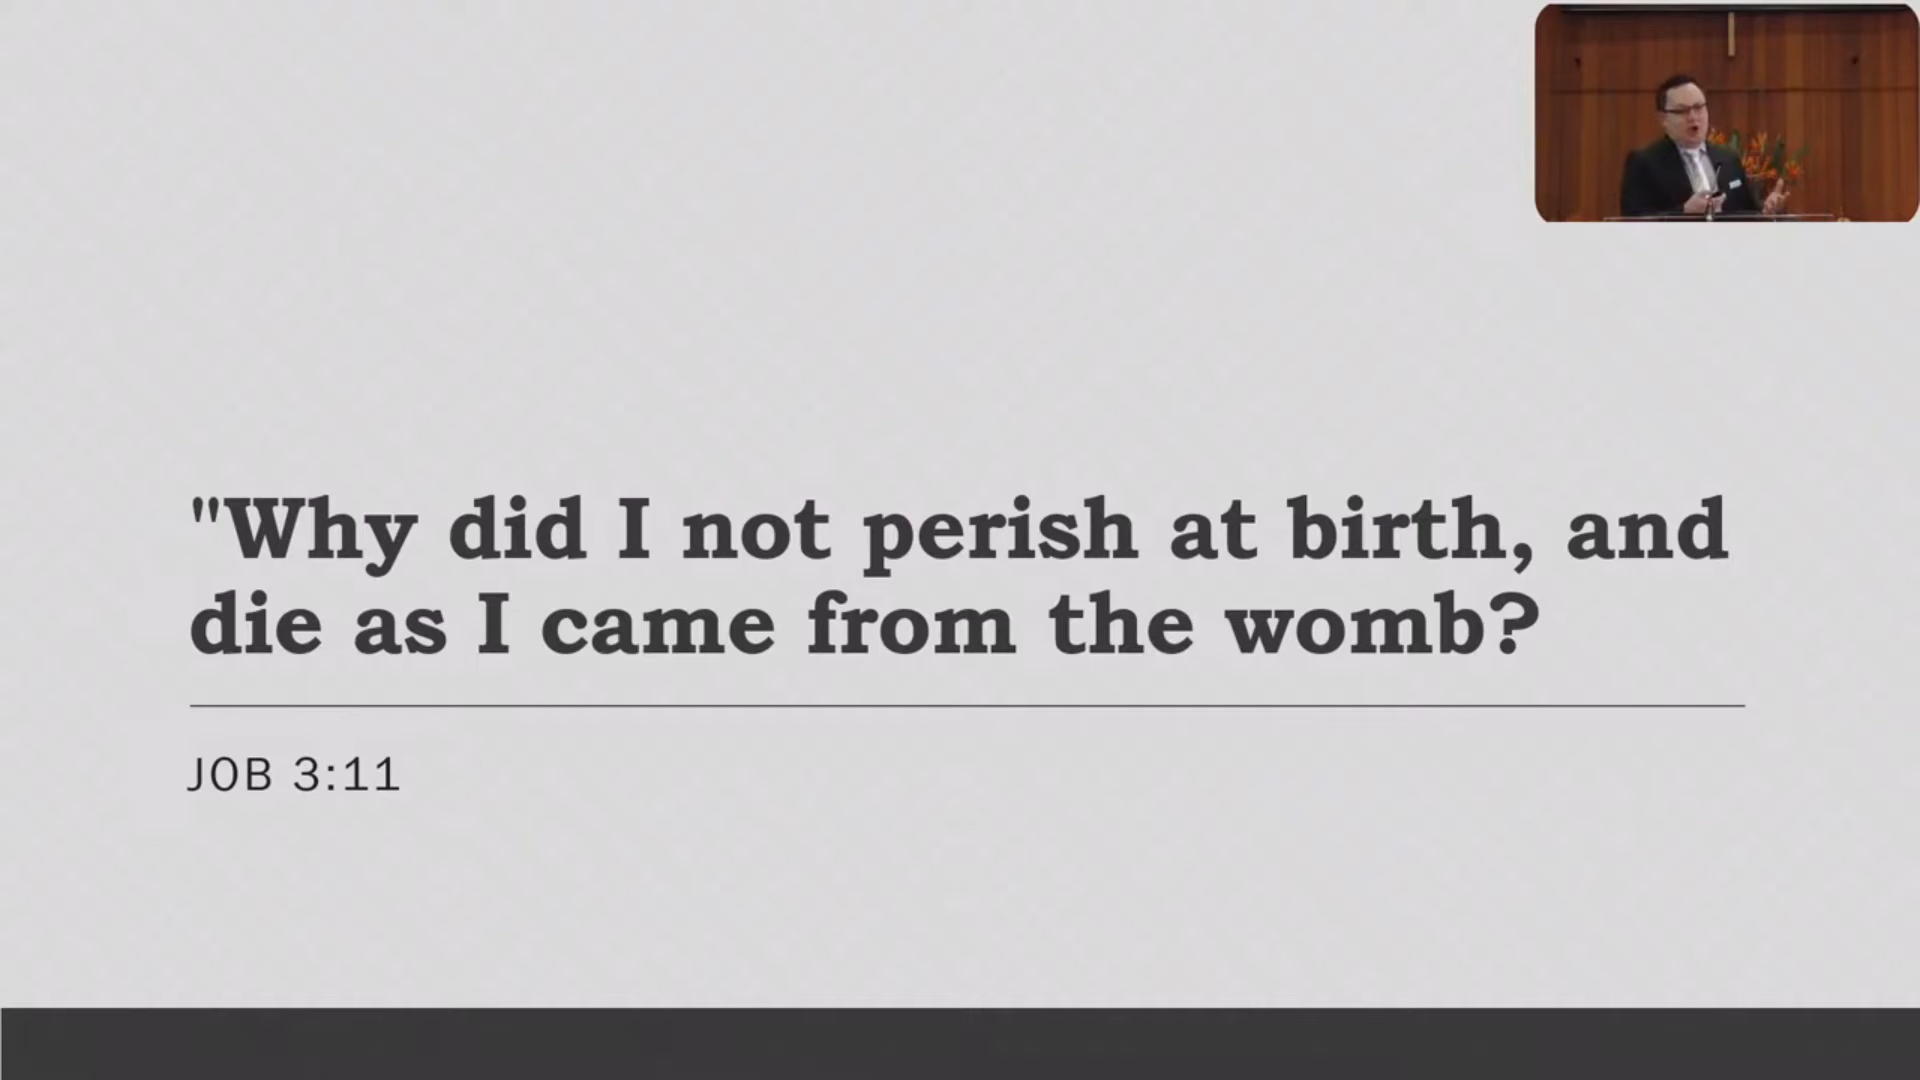 "Why did I not perish at birth, and
die as I came from the womb?
JOB 3:11